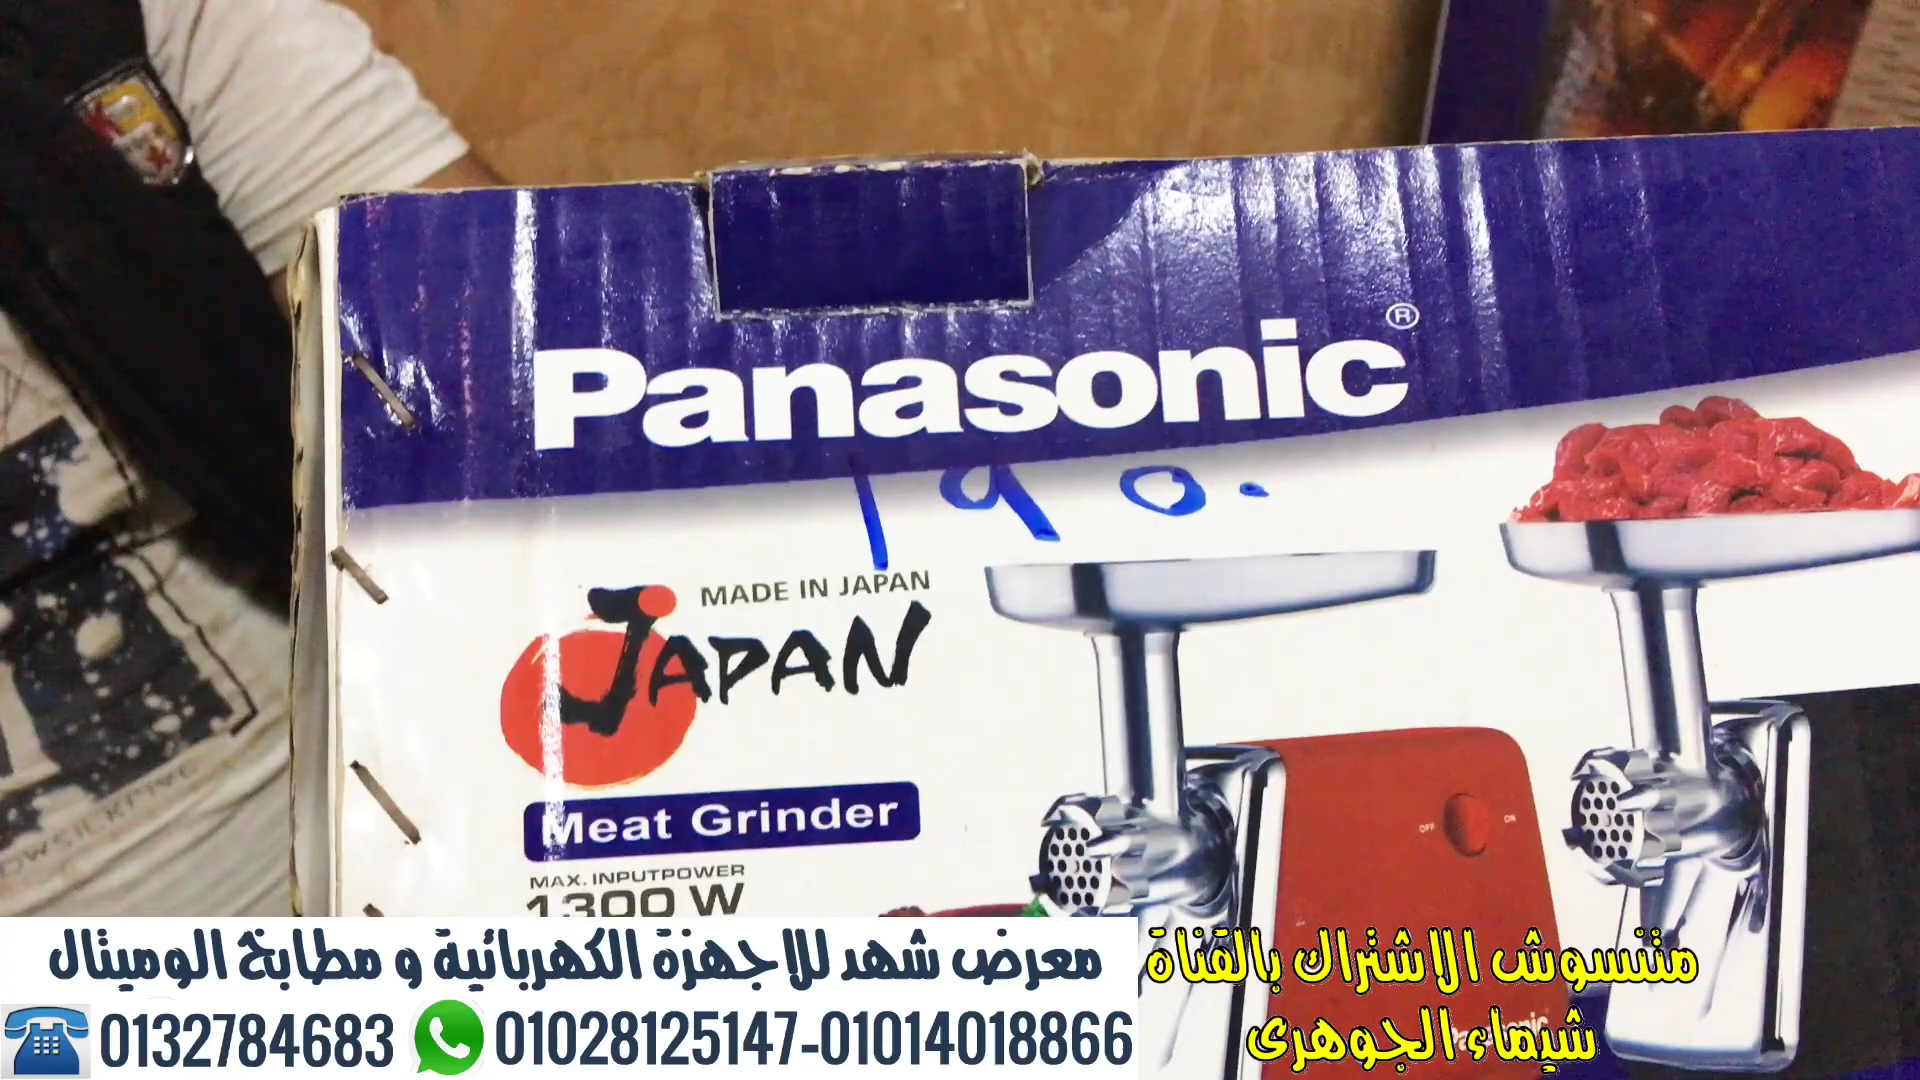 Panasonic®
١٩٥٠
MADE IN JAPAN
JAPAN
Meat Grinder
MAX. INPUTPOWER
1300 W
OFF
ON
معرض شهد للاجهزة الكهربائية و مطابخ الوميتال
0132784683
01028125147-01014018866
متنسوش الاشتراك بالقناة
شيماء الجوهرى